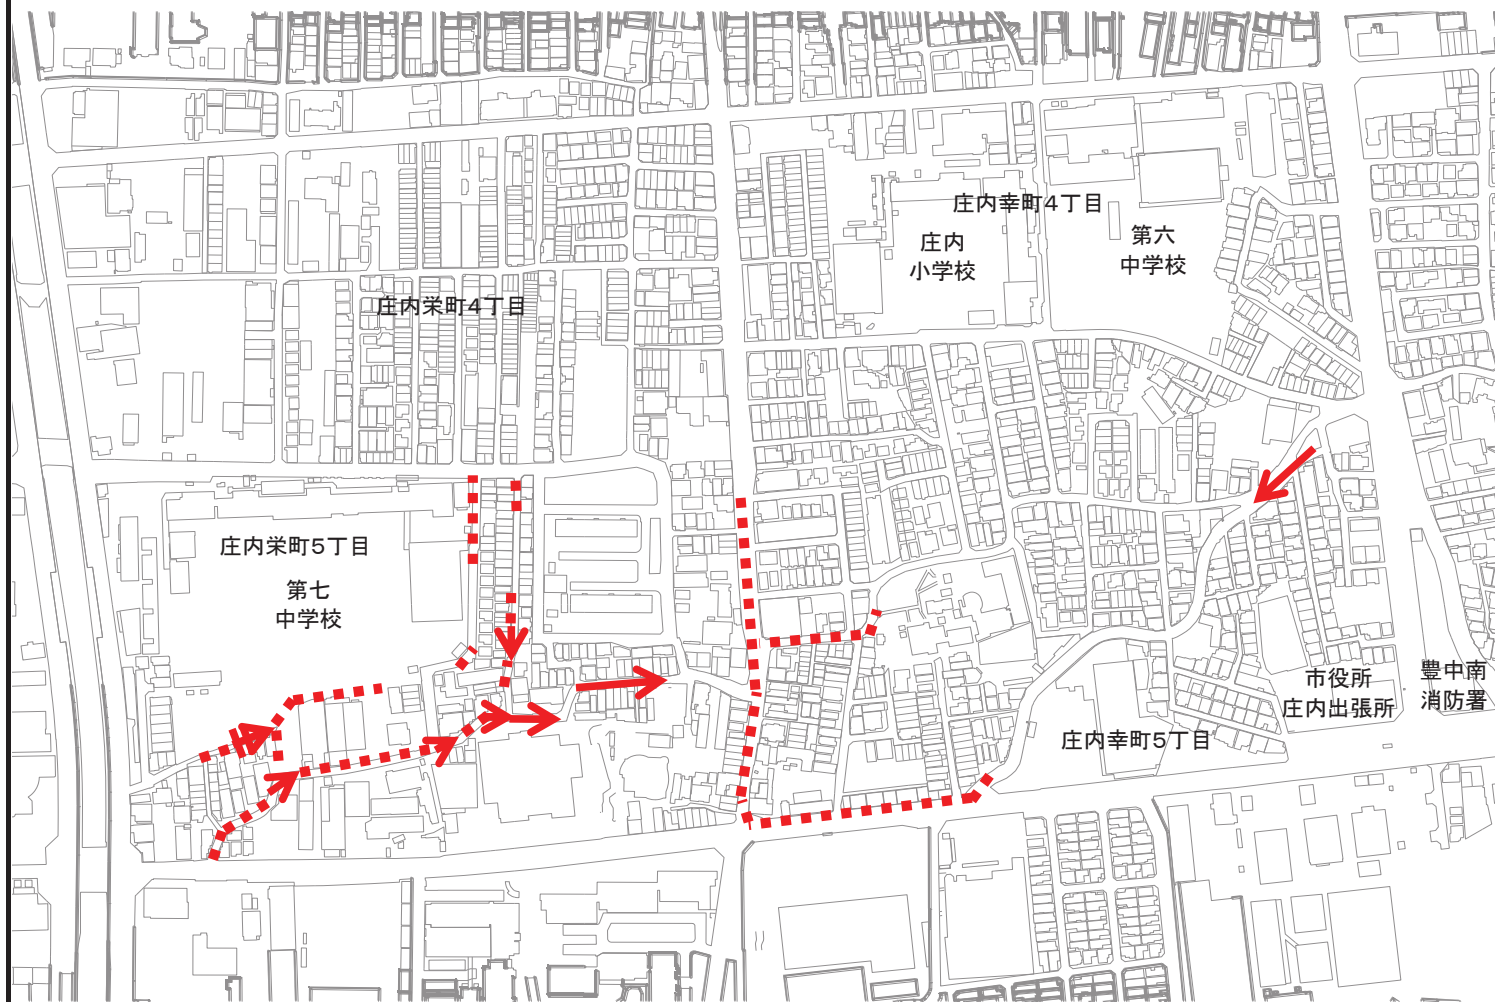 庄内幸町4丁目
庄内
小学校
第六
中学校
庄内栄町4丁目
庄内栄町5丁目
第七
中学校
市役所
庄内出張所
豊中南
消防署
庄内幸町5丁目